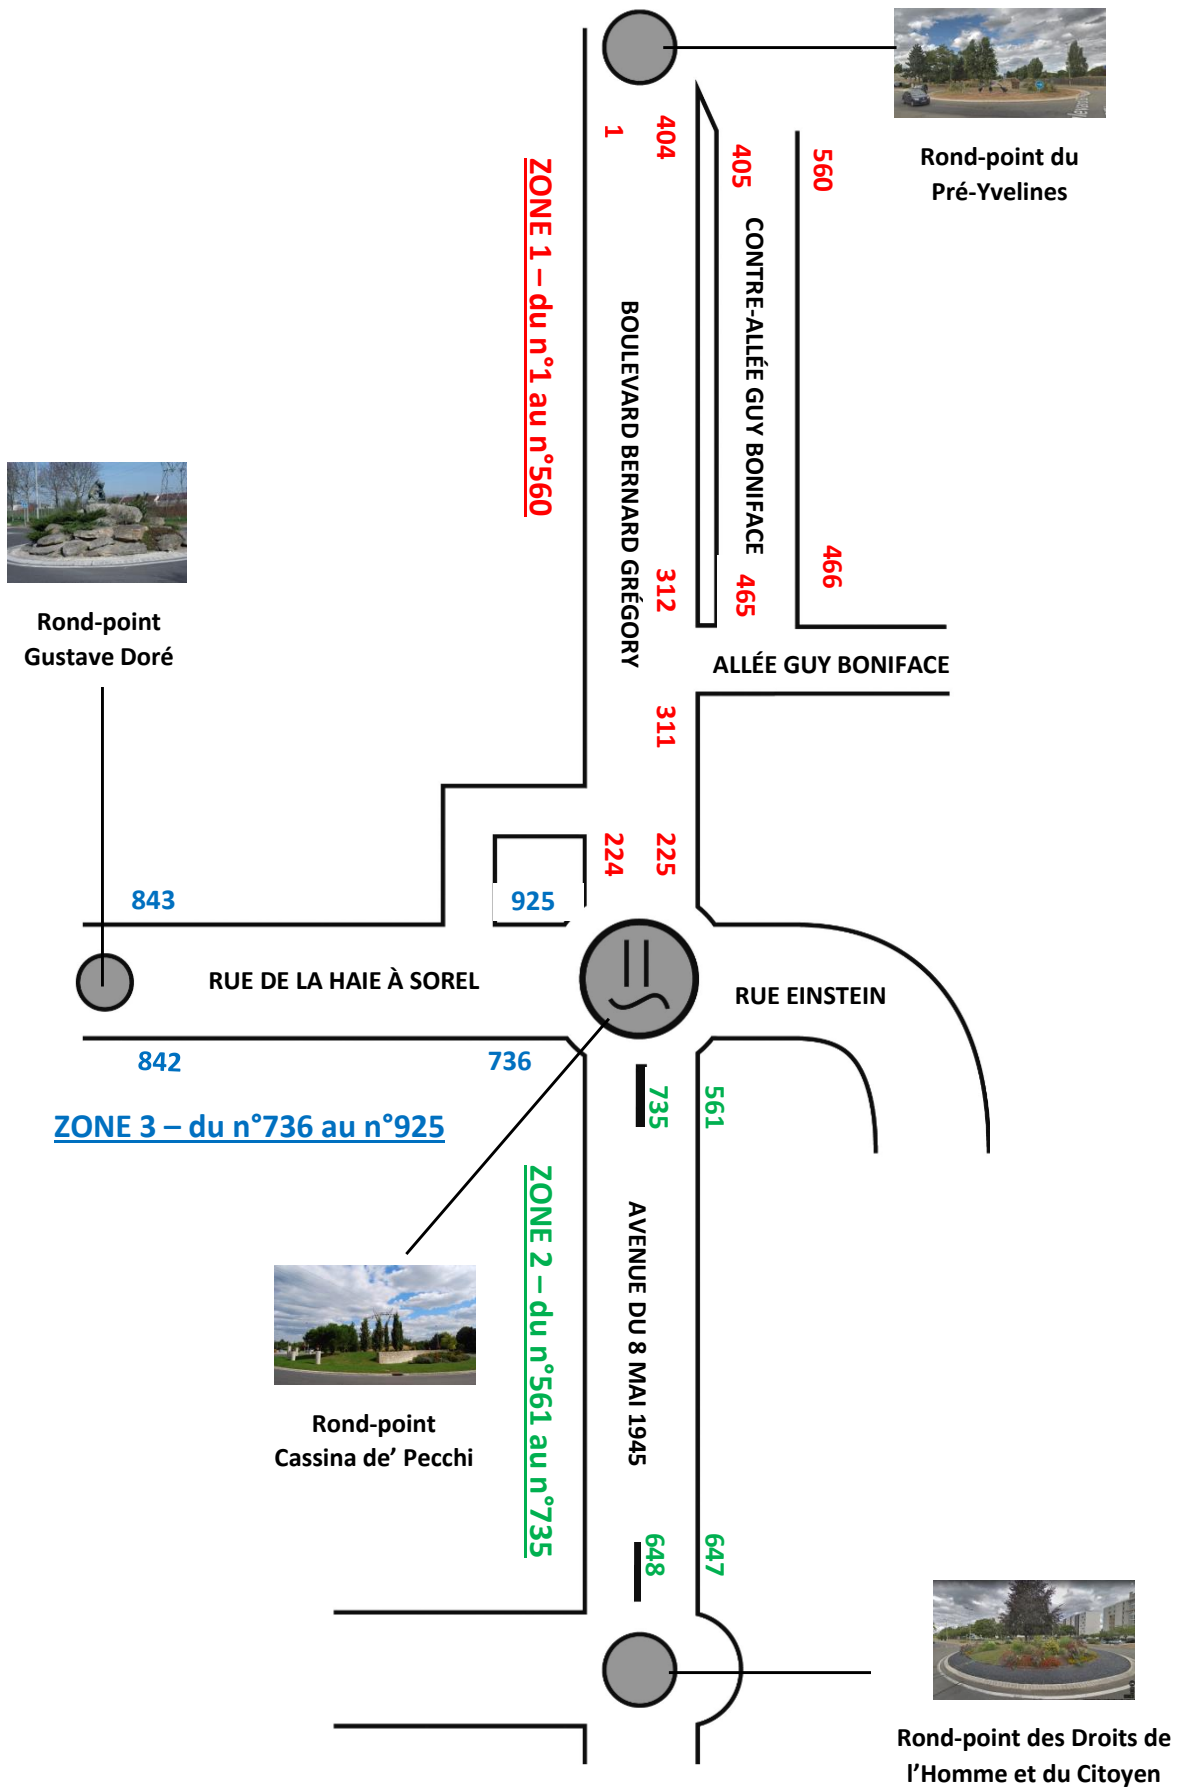 1
404
405
560
Rond-point du
Pré-Yvelines
ZONE 1 – du n°1 au n°560
BOULEVARD BERNARD GRÉGORY
CONTRE-ALLÉE GUY BONIFACE
312
465
466
Rond-point
Gustave Doré
ALLÉE GUY BONIFACE
311
224
225
843
925
RUE DE LA HAIE À SOREL
RUE EINSTEIN
842
736
735
561
ZONE 3 – du n°736 au n°925
ZONE 2 – du n°561 au n°735
AVENUE DU 8 MAI 1945
Rond-point
Cassina de’ Pecchi
648
647
Rond-point des Droits de
l’Homme et du Citoyen